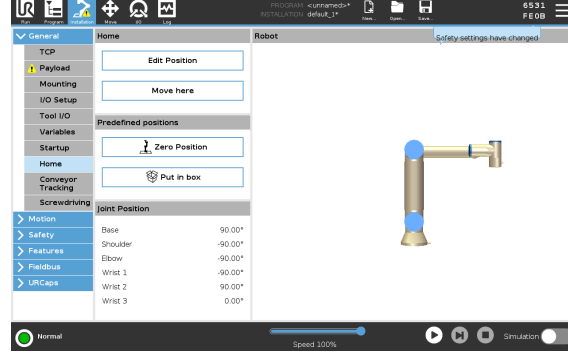 UR
Run
Program
Installation
Move
I/O
Log
PROGRAM <unnamed>*
INSTALLATION default_1*
New...
Open...
Save...
6531
FE0B
Safety settings have changed
General
TCP
Payload
Mounting
I/O Setup
Tool I/O
Variables
Startup
Home
Conveyor
Tracking
Screwdriving
Motion
Safety
Features
Fieldbus
URCaps
Home
Edit Position
Move here
Predefined positions
Zero Position
Put in box
Joint Position
Base 90.00°
Shoulder -90.00°
Elbow -90.00°
Wrist 1 -90.00°
Wrist 2 90.00°
Wrist 3 0.00°
Robot
Normal
Speed 100%
Simulation